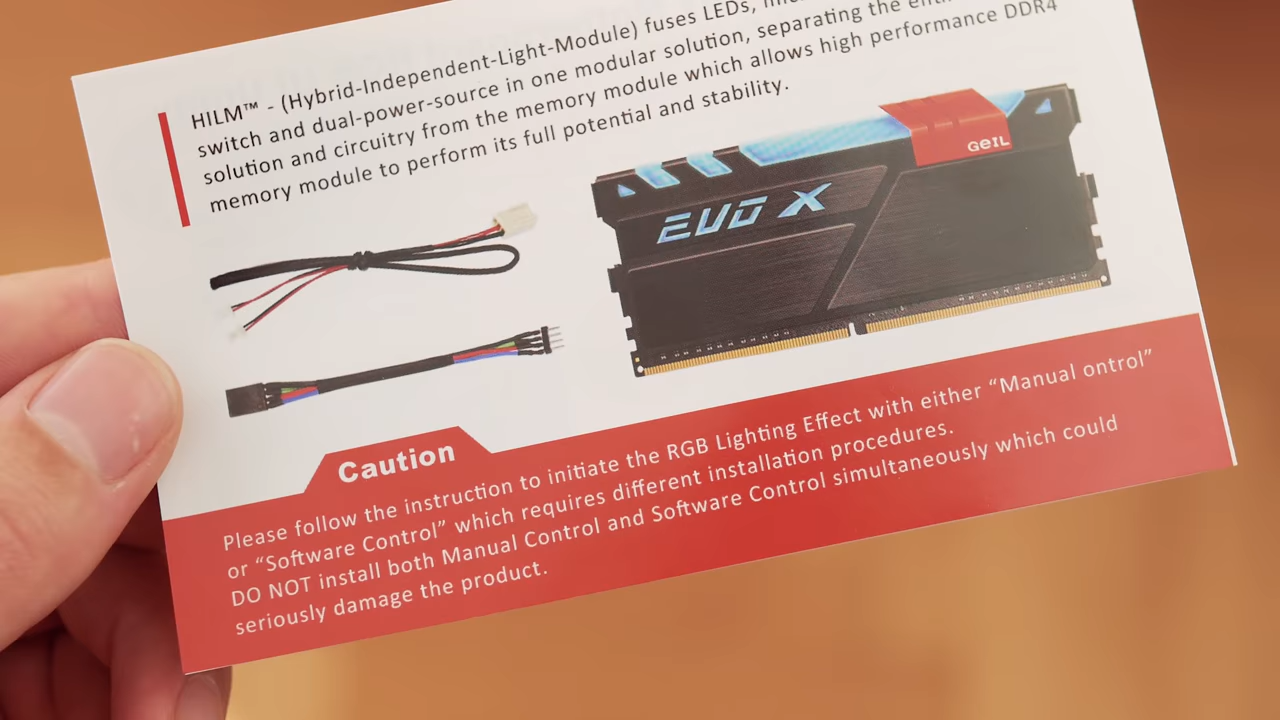 HILM™ - (Hybrid-Independent-Light-Module) fuses LEDs,
switch and dual-power-source in one modular solution, separating the
solution and circuitry from the memory module which allows high performance DDR4
memory module to perform its full potential and stability.
GeIL
EVO X
Caution
Please follow the instruction to initiate the RGB Lighting Effect with either “Manual ontrol”
or “Software Control” which requires different installation procedures.
DO NOT install both Manual Control and Software Control simultaneously which could
seriously damage the product.